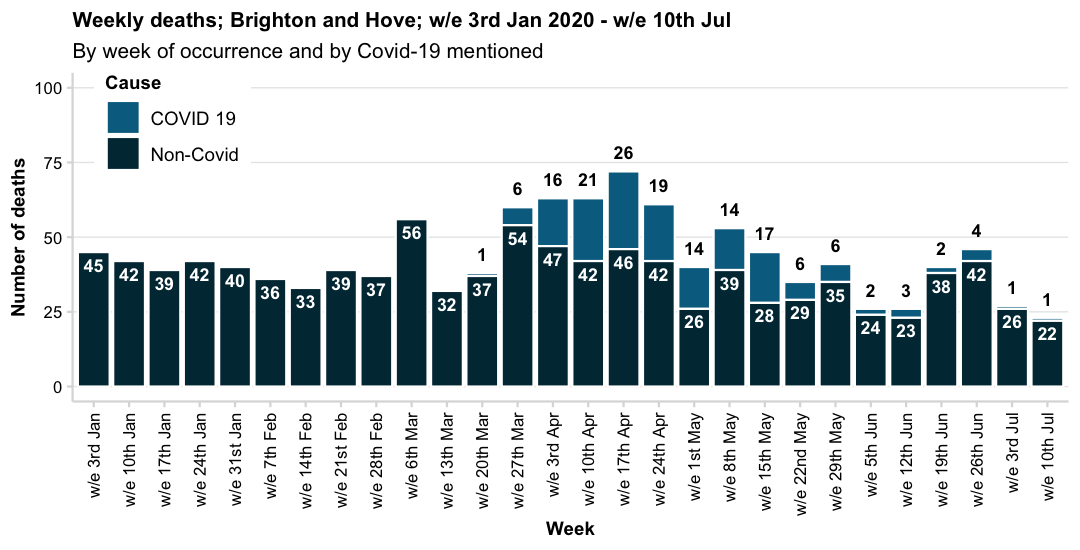 Weekly deaths; Brighton and Hove; w/e 3rd Jan 2020 - w/e 10th Jul
By week of occurrence and by Covid-19 mentioned
Cause
COVID 19
Non-Covid
Number of deaths
100
75
50
25
0
26
16 21 19
6 14 17
1 14 6 6 2 3 2 4 1 1
45 42 39 42 40 36 33 39 37 56 32 37 54 47 42 46 42 26 39 28 29 35 24 23 38 42 26 22
w/e 3rd Jan
w/e 10th Jan
w/e 17th Jan
w/e 24th Jan
w/e 31st Jan
w/e 7th Feb
w/e 14th Feb
w/e 21st Feb
w/e 28th Feb
w/e 6th Mar
w/e 13th Mar
w/e 20th Mar
w/e 27th Mar
w/e 3rd Apr
w/e 10th Apr
w/e 17th Apr
w/e 24th Apr
w/e 1st May
w/e 8th May
w/e 15th May
w/e 22nd May
w/e 29th May
w/e 5th Jun
w/e 12th Jun
w/e 19th Jun
w/e 26th Jun
w/e 3rd Jul
w/e 10th Jul
Week